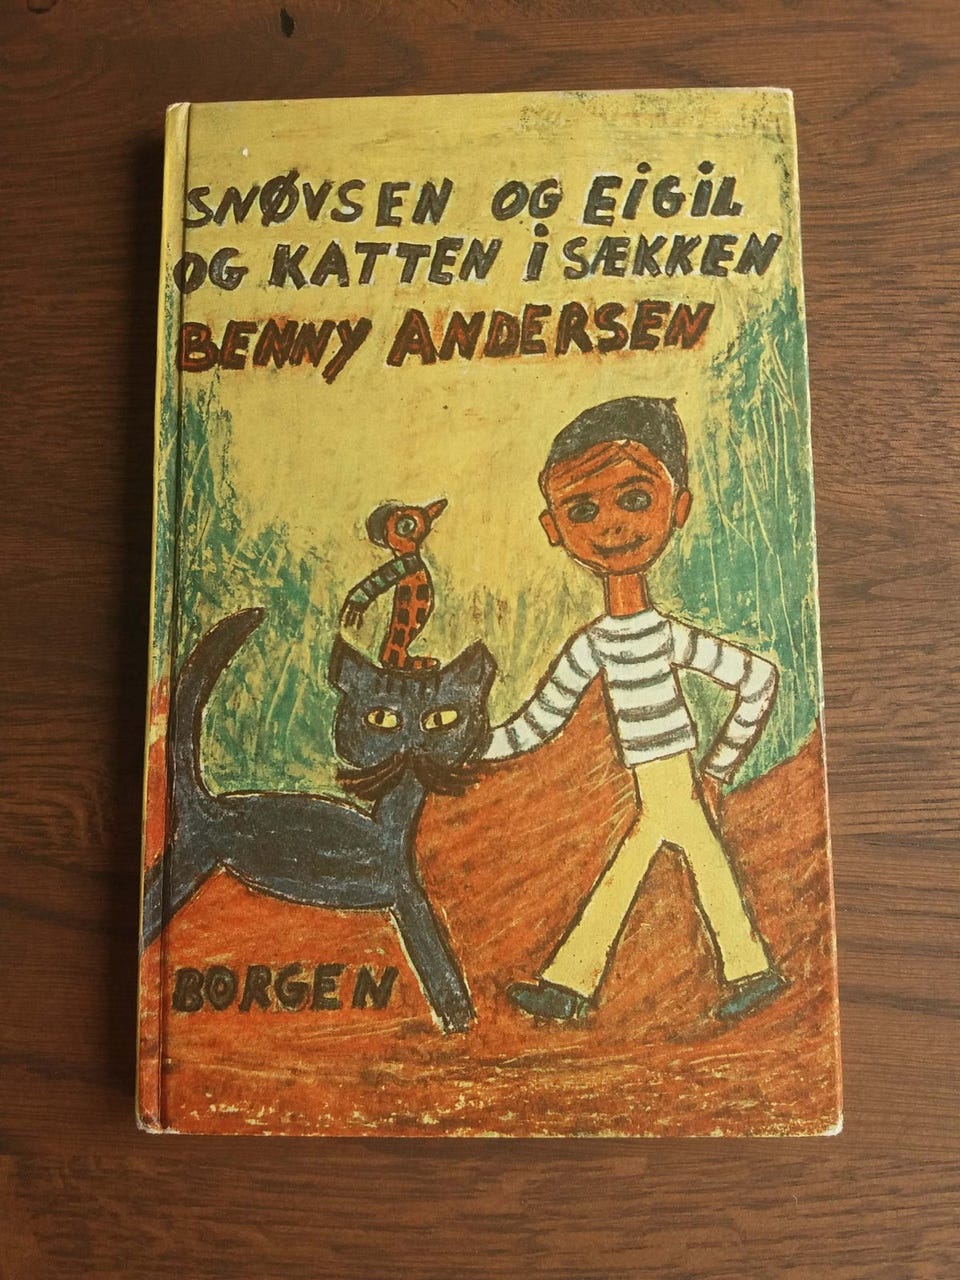 SNØVSEN OG EiGiL
OG KATTEN i SÆKKEN
BENNY ANDERSEN
BORGEN